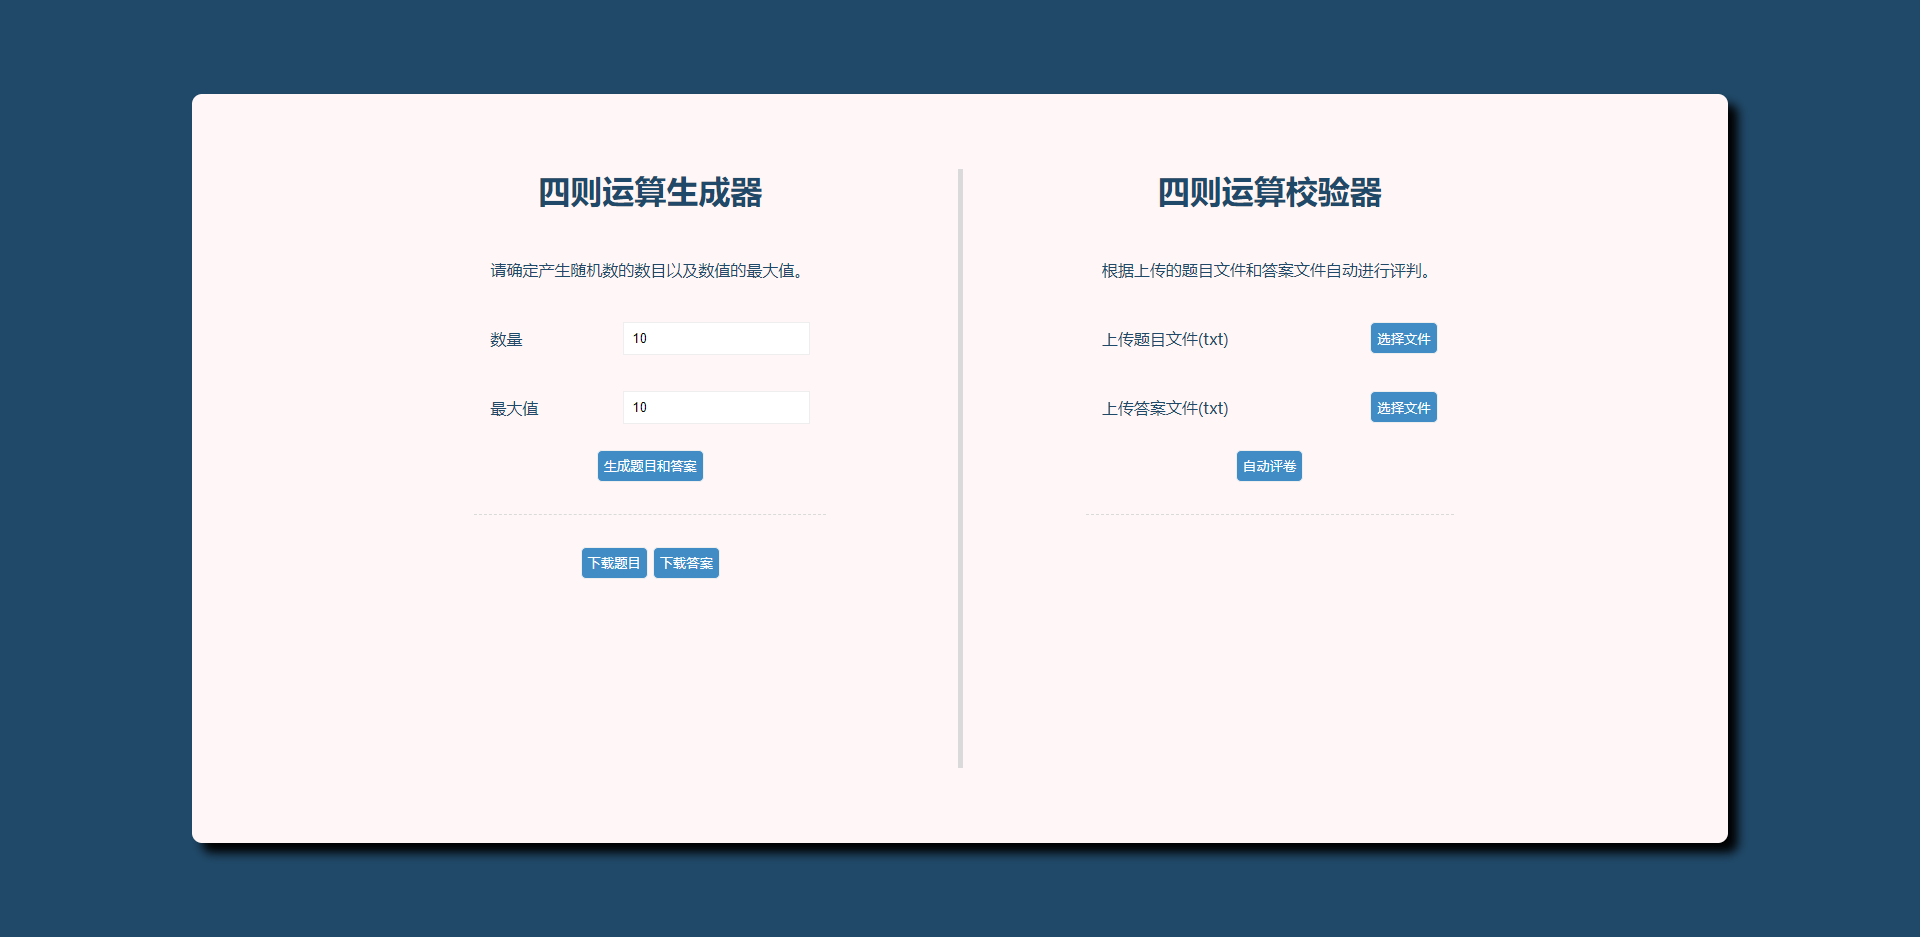 四则运算生成器
请确定产生随机数的数目以及数值的最大值。
数量
10
最大值
10
生成题目和答案
下载题目
下载答案
四则运算校验器
根据上传的题目文件和答案文件自动进行评判。
上传题目文件(txt)
选择文件
上传答案文件(txt)
选择文件
自动评卷